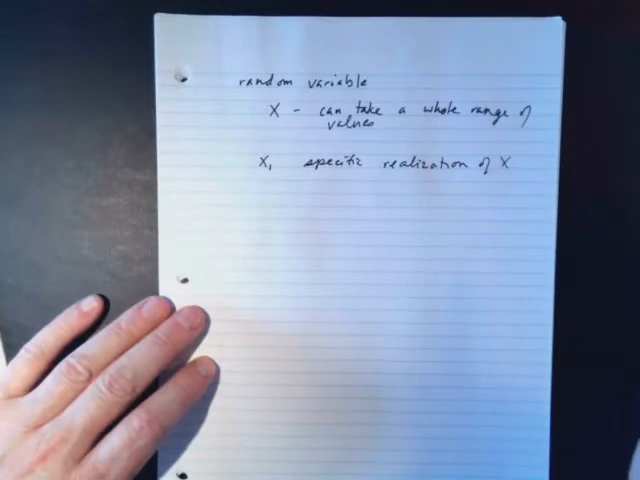 random variable
X - can take a whole range of
values
X₁ specific realization of X